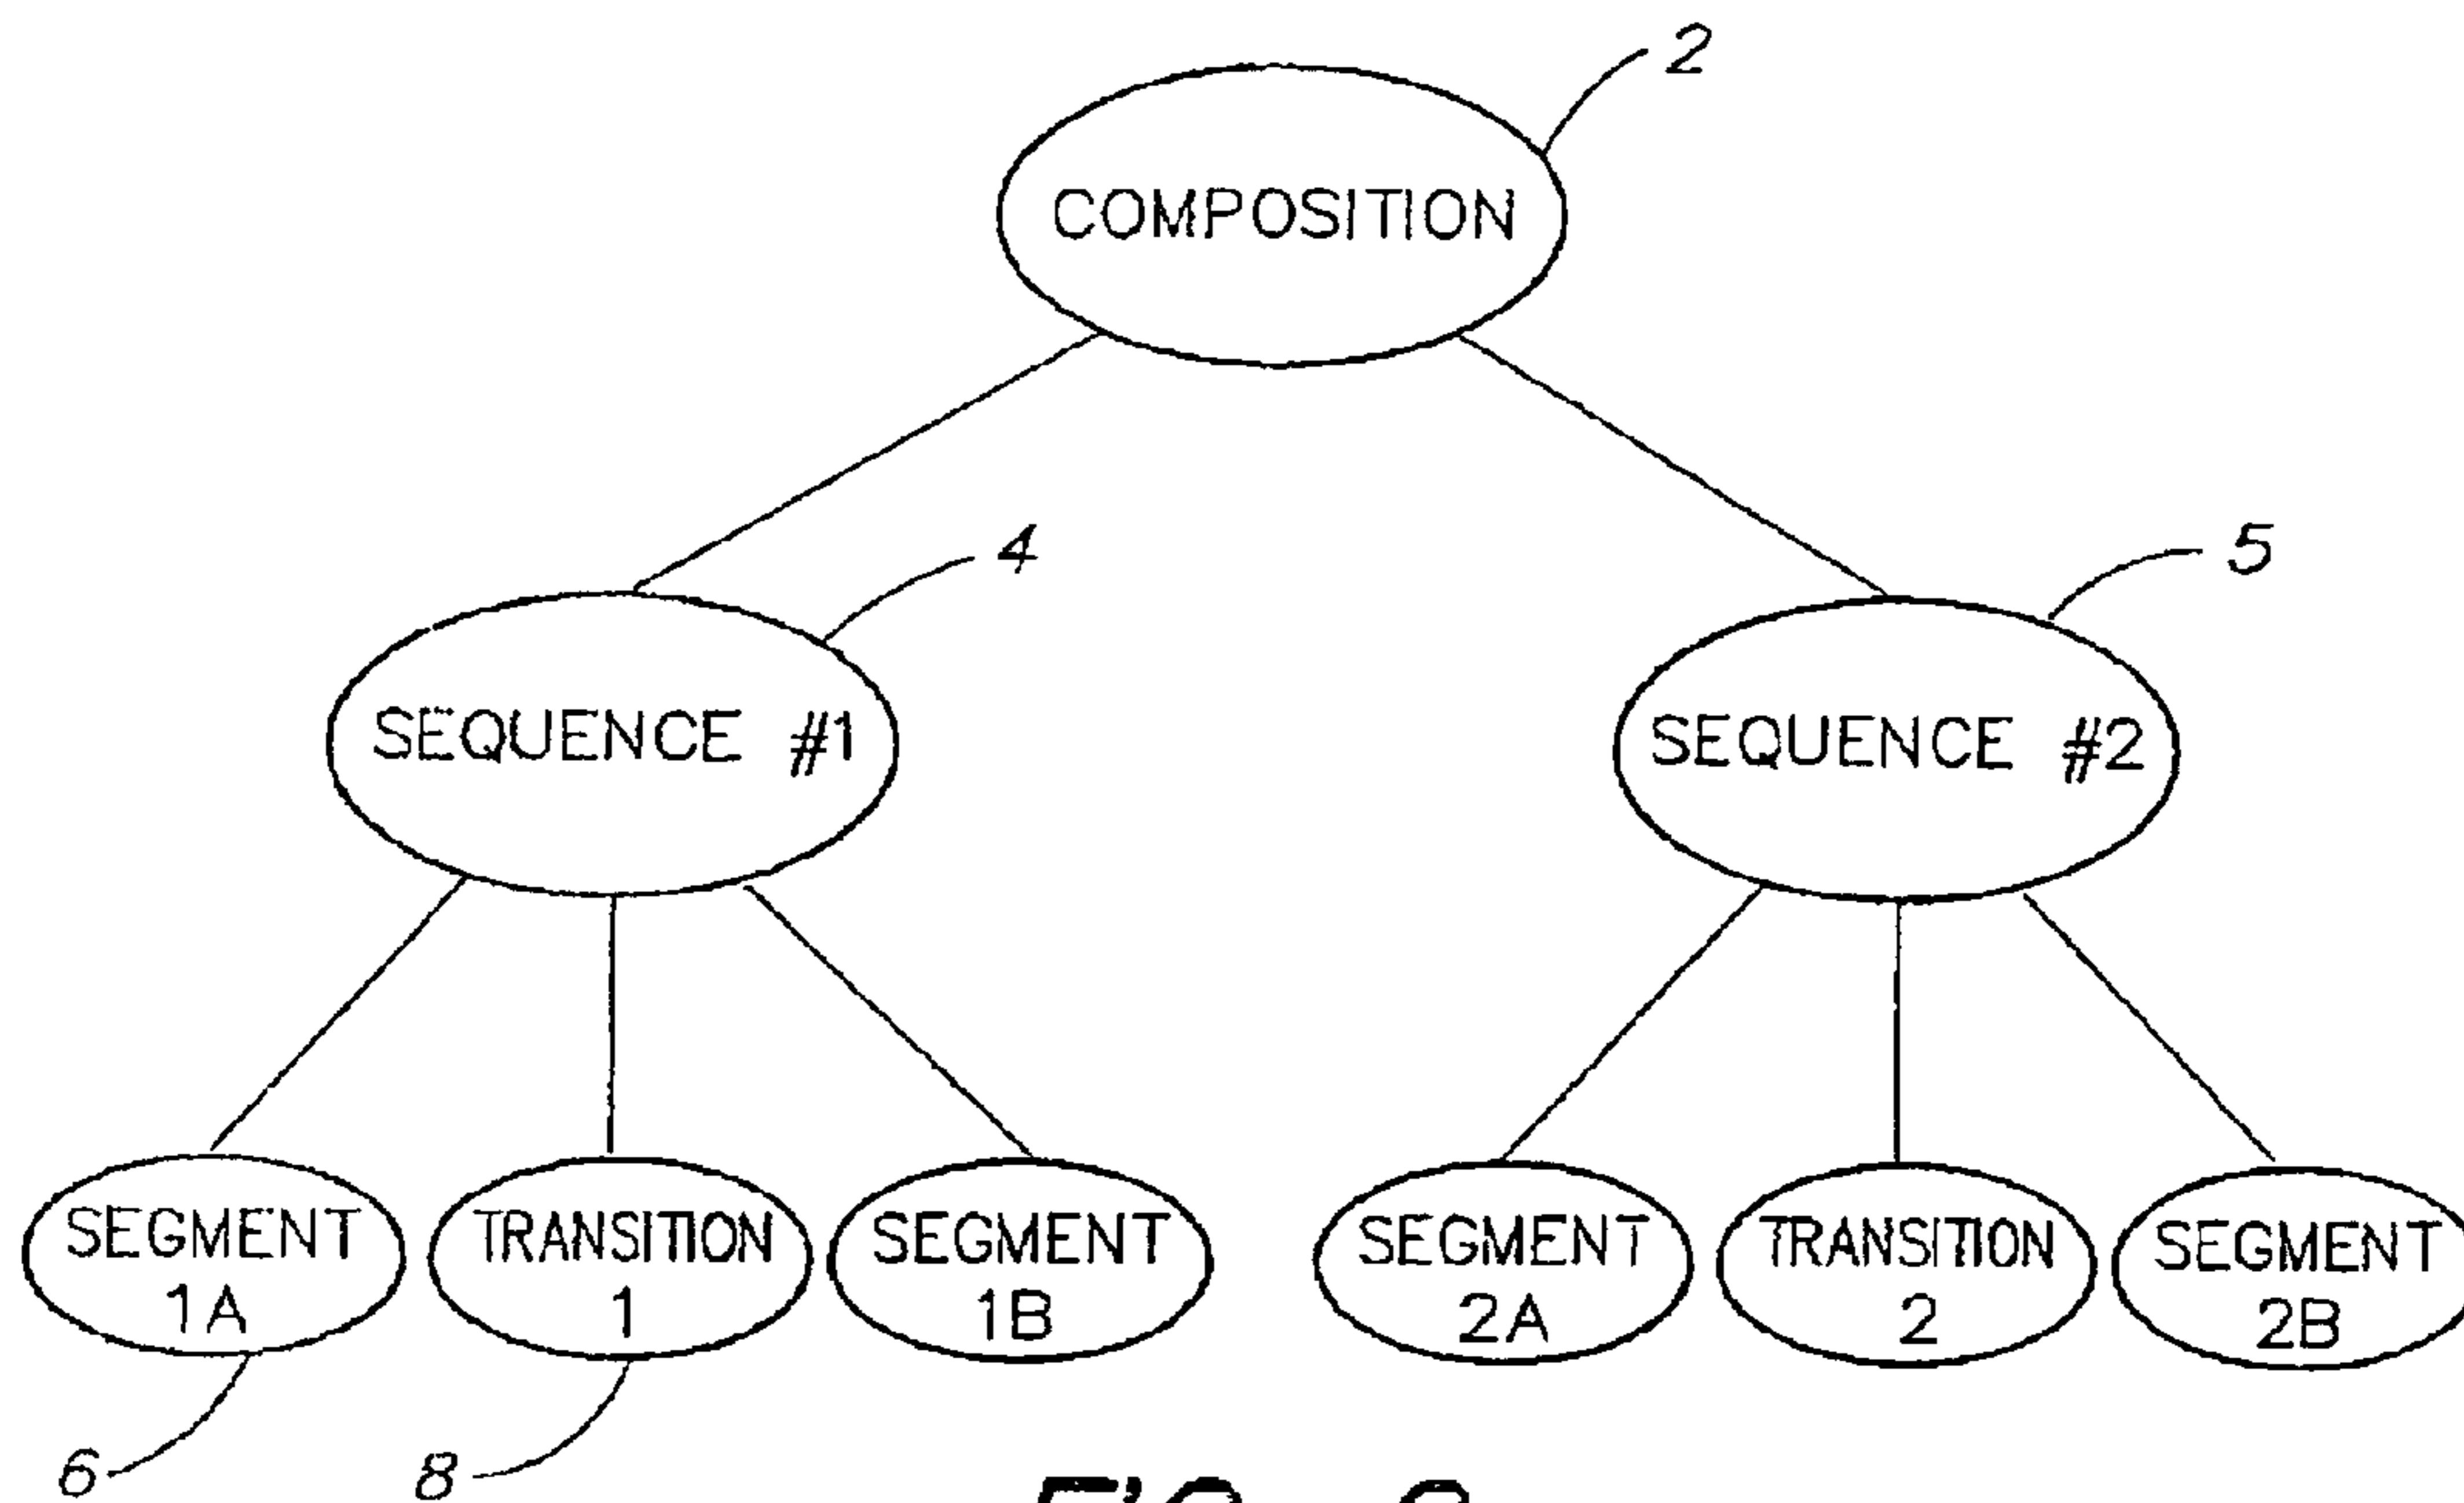 2
COMPOSITION
4
5
SEQUENCE #1
SEQUENCE #2
SEGMENT
1A
TRANSITION
1
SEGMENT
1B
SEGMENT
2A
TRANSITION
2
SEGMENT
2B
6
8